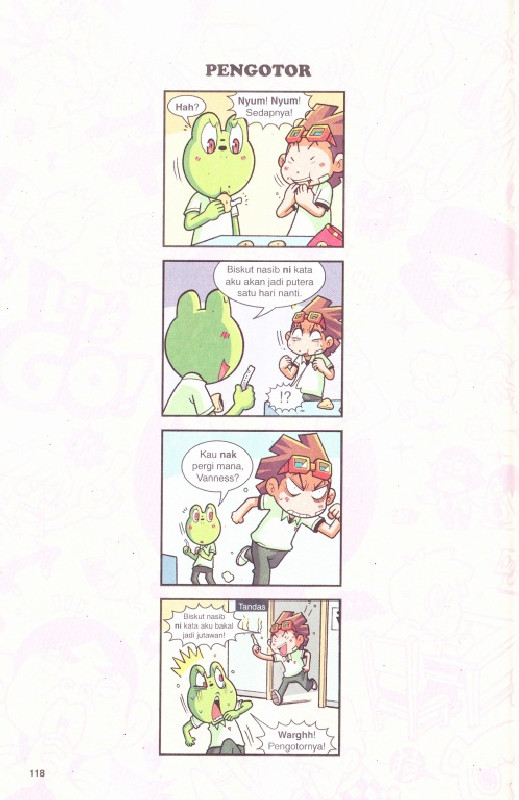 PENGOTOR
Hah?
Nyum! Nyum!
Sedapnya!
Biskut nasib ni kata
aku akan jadi putera
satu hari nanti.
!?
Kau nak
pergi mana,
Vanness?
Tandas
Biskut nasib
ni kata aku bakal
jadi jutawan!
Warghh!
Pengotornya!
118